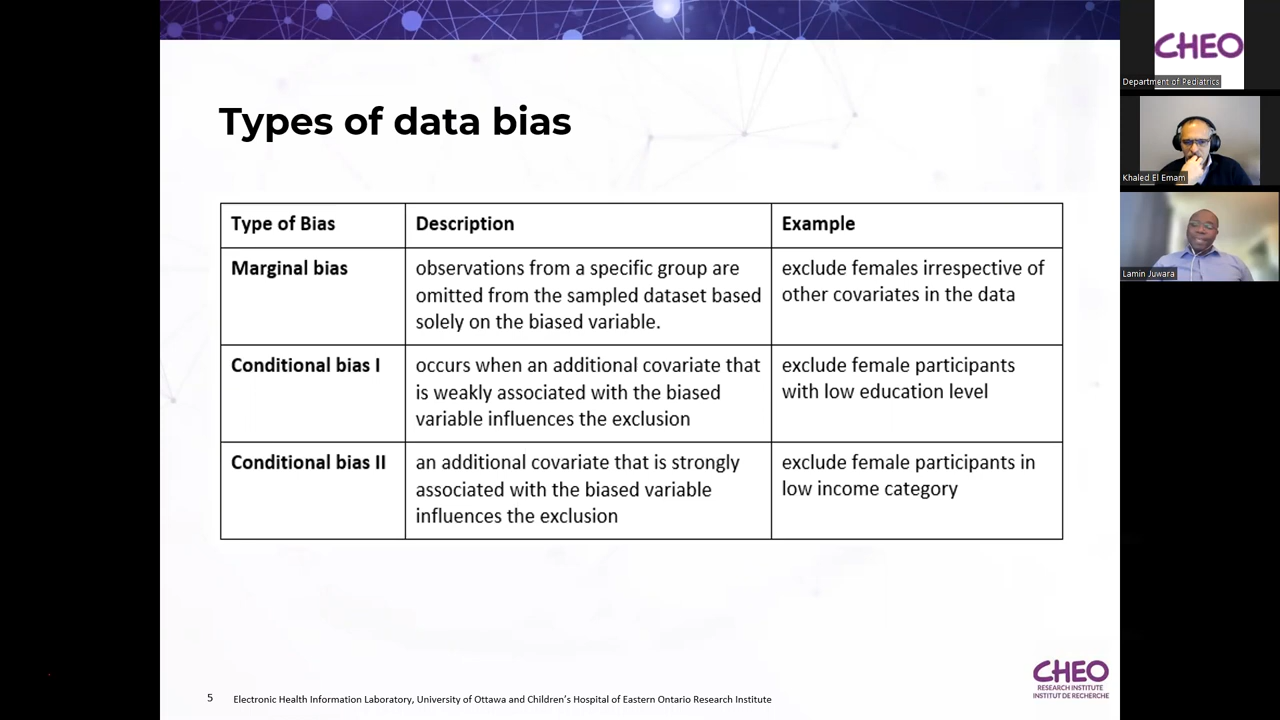 Types of data bias
Type of Bias
Description
Example
Marginal bias
observations from a specific group are
omitted from the sampled dataset based
solely on the biased variable.
exclude females irrespective of
other covariates in the data
Conditional bias I
occurs when an additional covariate that
is weakly associated with the biased
variable influences the exclusion
exclude female participants
with low education level
Conditional bias II
an additional covariate that is strongly
associated with the biased variable
influences the exclusion
exclude female participants in
low income category
5
Electronic Health Information Laboratory, University of Ottawa and Children's Hospital of Eastern Ontario Research Institute
CHEO
RESEARCH INSTITUTE
INSTITUT DE RECHERCHE
CHEO
Department of Pediatrics
Khaled El Emam
Lamin Juwara